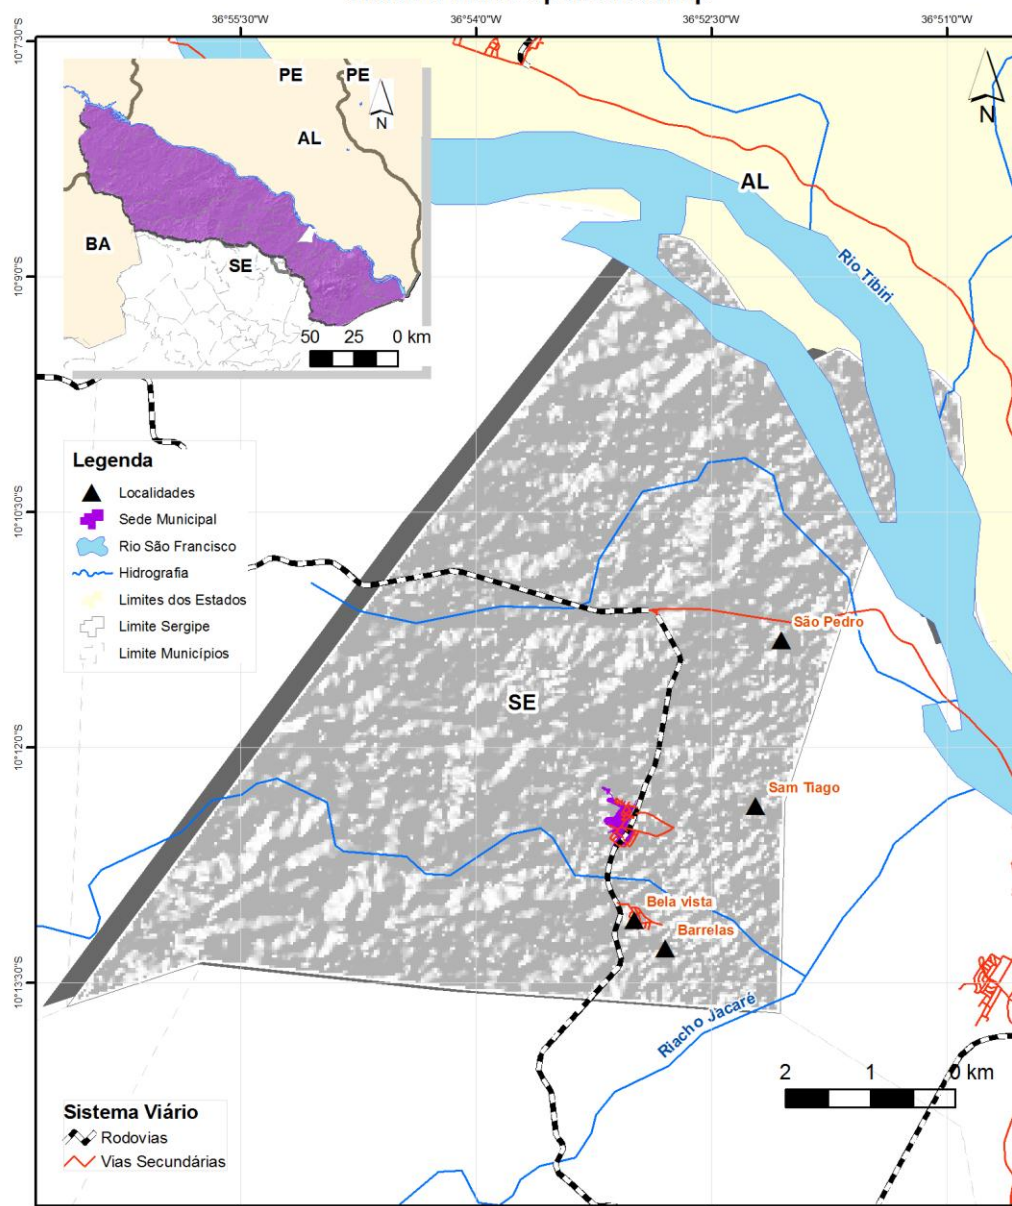 36°55'30"W
36°54'0"W
36°52'30"W
36°51'0"W
10°7'30"S
10°9'0"S
10°10'30"S
10°12'0"S
10°13'30"S
PE
PE
AL
N
BA
SE
50 25 0 km
AL
N
Rio Tibiri
Legenda
Localidades
Sede Municipal
Rio São Francisco
Hidrografia
Limites dos Estados
Limite Sergipe
Limite Municípios
São Pedro
SE
Sam Tiago
Bela vista
Barrelas
Riacho Jacaré
2 1 0 km
Sistema Viário
Rodovias
Vias Secundárias